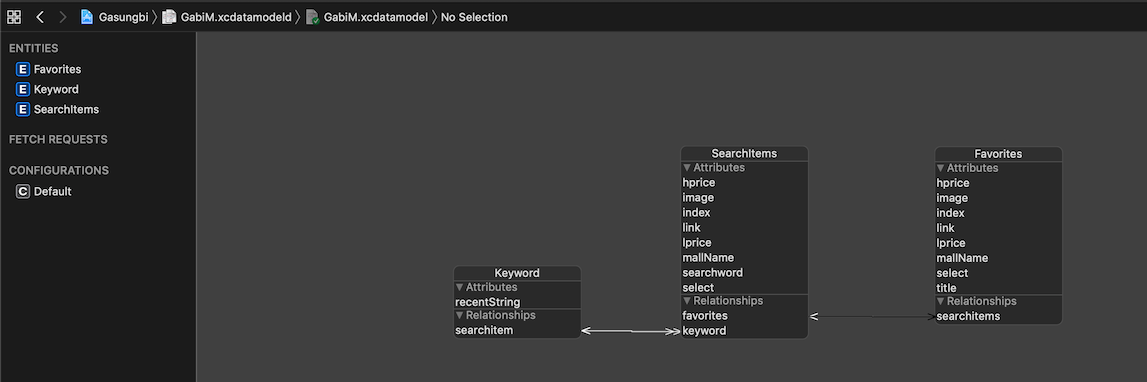 Gasungbi GabiM.xcdatamodeld GabiM.xcdatamodel No Selection
ENTITIES
E Favorites
E Keyword
E SearchItems
FETCH REQUESTS
CONFIGURATIONS
C Default
Keyword
Attributes
recentString
Relationships
searchitem
SearchItems
Attributes
hprice
image
index
link
lprice
mallName
searchword
select
Relationships
favorites
keyword
Favorites
Attributes
hprice
image
index
link
lprice
mallName
select
title
Relationships
searchitems